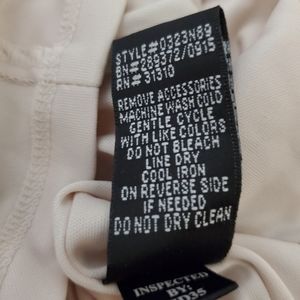 STYLE#0323N89
BN#289372/0915
RN#31310
REMOVE ACCESSORIES
MACHINE WASH COLD
GENTLE CYCLE
WITH LIKE COLORS
DO NOT BLEACH
LINE DRY
COOL IRON
ON REVERSE SIDE
IF NEEDED
DO NOT DRY CLEAN
INSPECTED
BY: